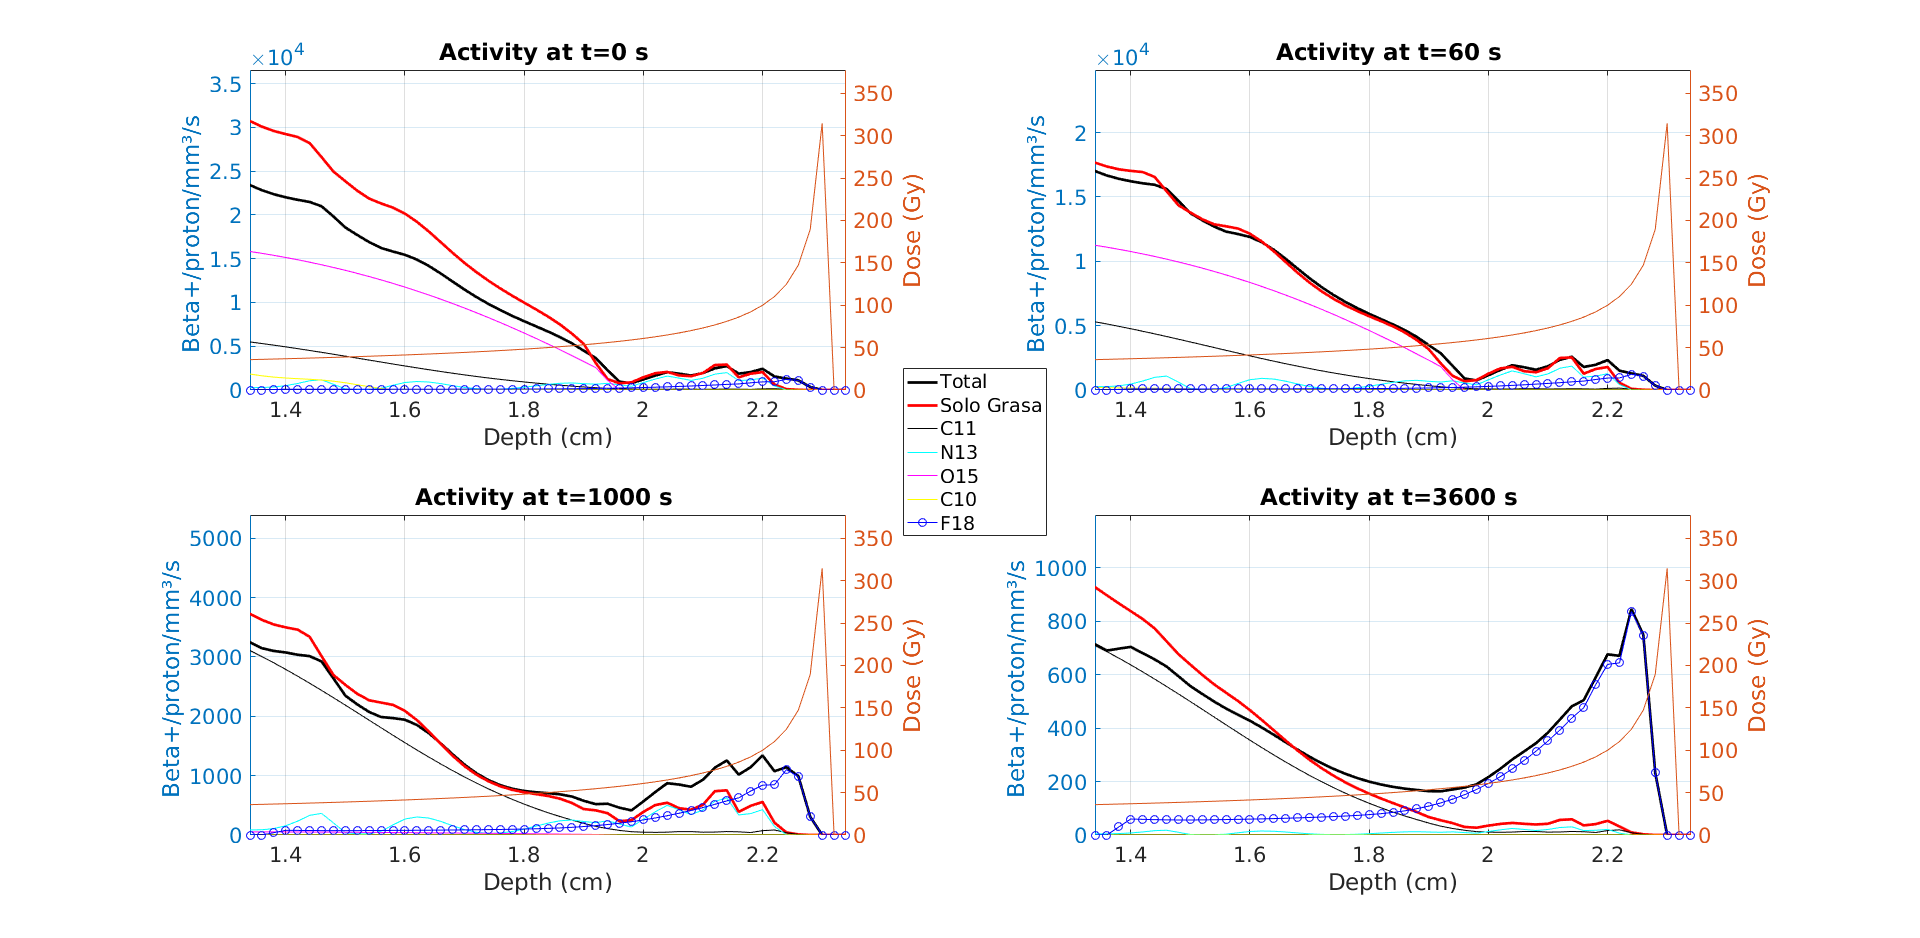 Activity at t=0 s
×10⁴
3.5
3
2.5
2
1.5
1
0.5
0
Beta+/proton/mm³/s
1.4 1.6 1.8 2 2.2
Depth (cm)
350
300
250
200
150
100
50
0
Dose (Gy)
Activity at t=60 s
×10⁴
2
1.5
1
0.5
0
Beta+/proton/mm³/s
1.4 1.6 1.8 2 2.2
Depth (cm)
350
300
250
200
150
100
50
0
Dose (Gy)
Total
Solo Grasa
C11
N13
O15
C10
F18
Activity at t=1000 s
5000
4000
3000
2000
1000
0
Beta+/proton/mm³/s
1.4 1.6 1.8 2 2.2
Depth (cm)
350
300
250
200
150
100
50
0
Dose (Gy)
Activity at t=3600 s
1000
800
600
400
200
0
Beta+/proton/mm³/s
1.4 1.6 1.8 2 2.2
Depth (cm)
350
300
250
200
150
100
50
0
Dose (Gy)